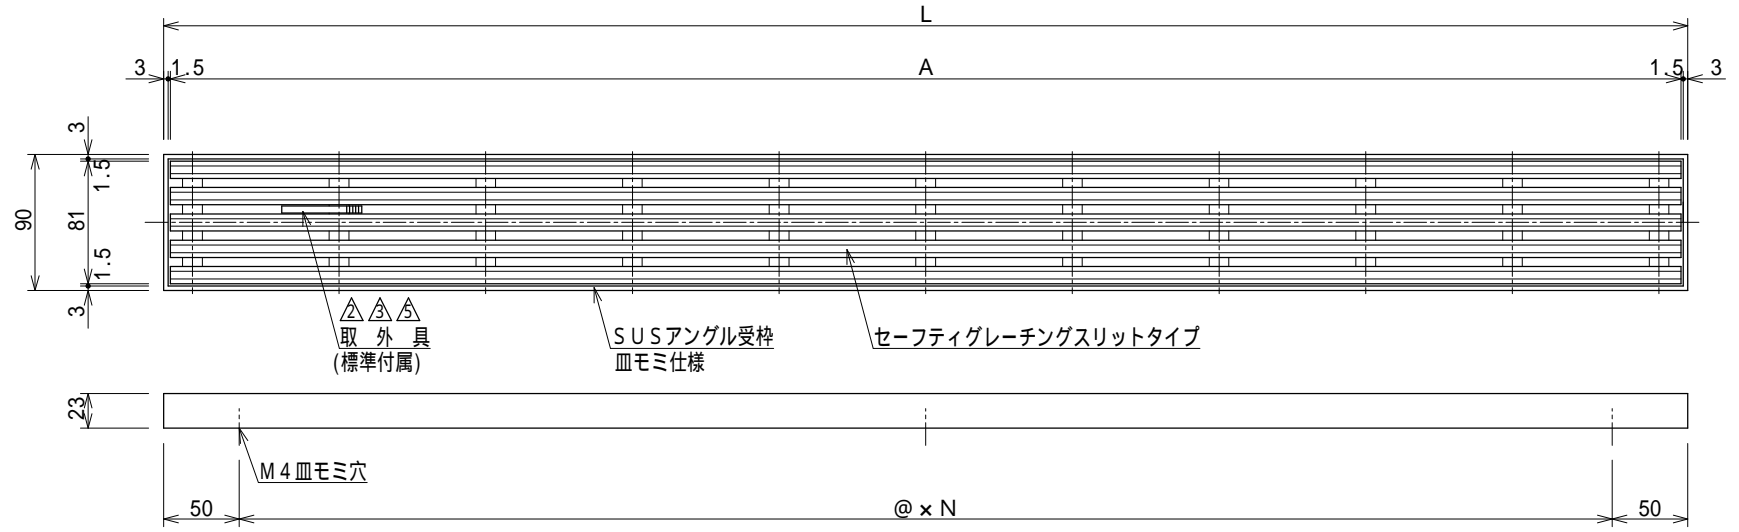 L
3 1.5 A 1.5 3
3
1.5
90 81
1.5
3
2 3 5
取 外 具
(標準付属)
SUSアングル受枠
皿モミ仕様
セーフティグレーチングスリットタイプ
23
M4皿モミ穴
50 @×N 50